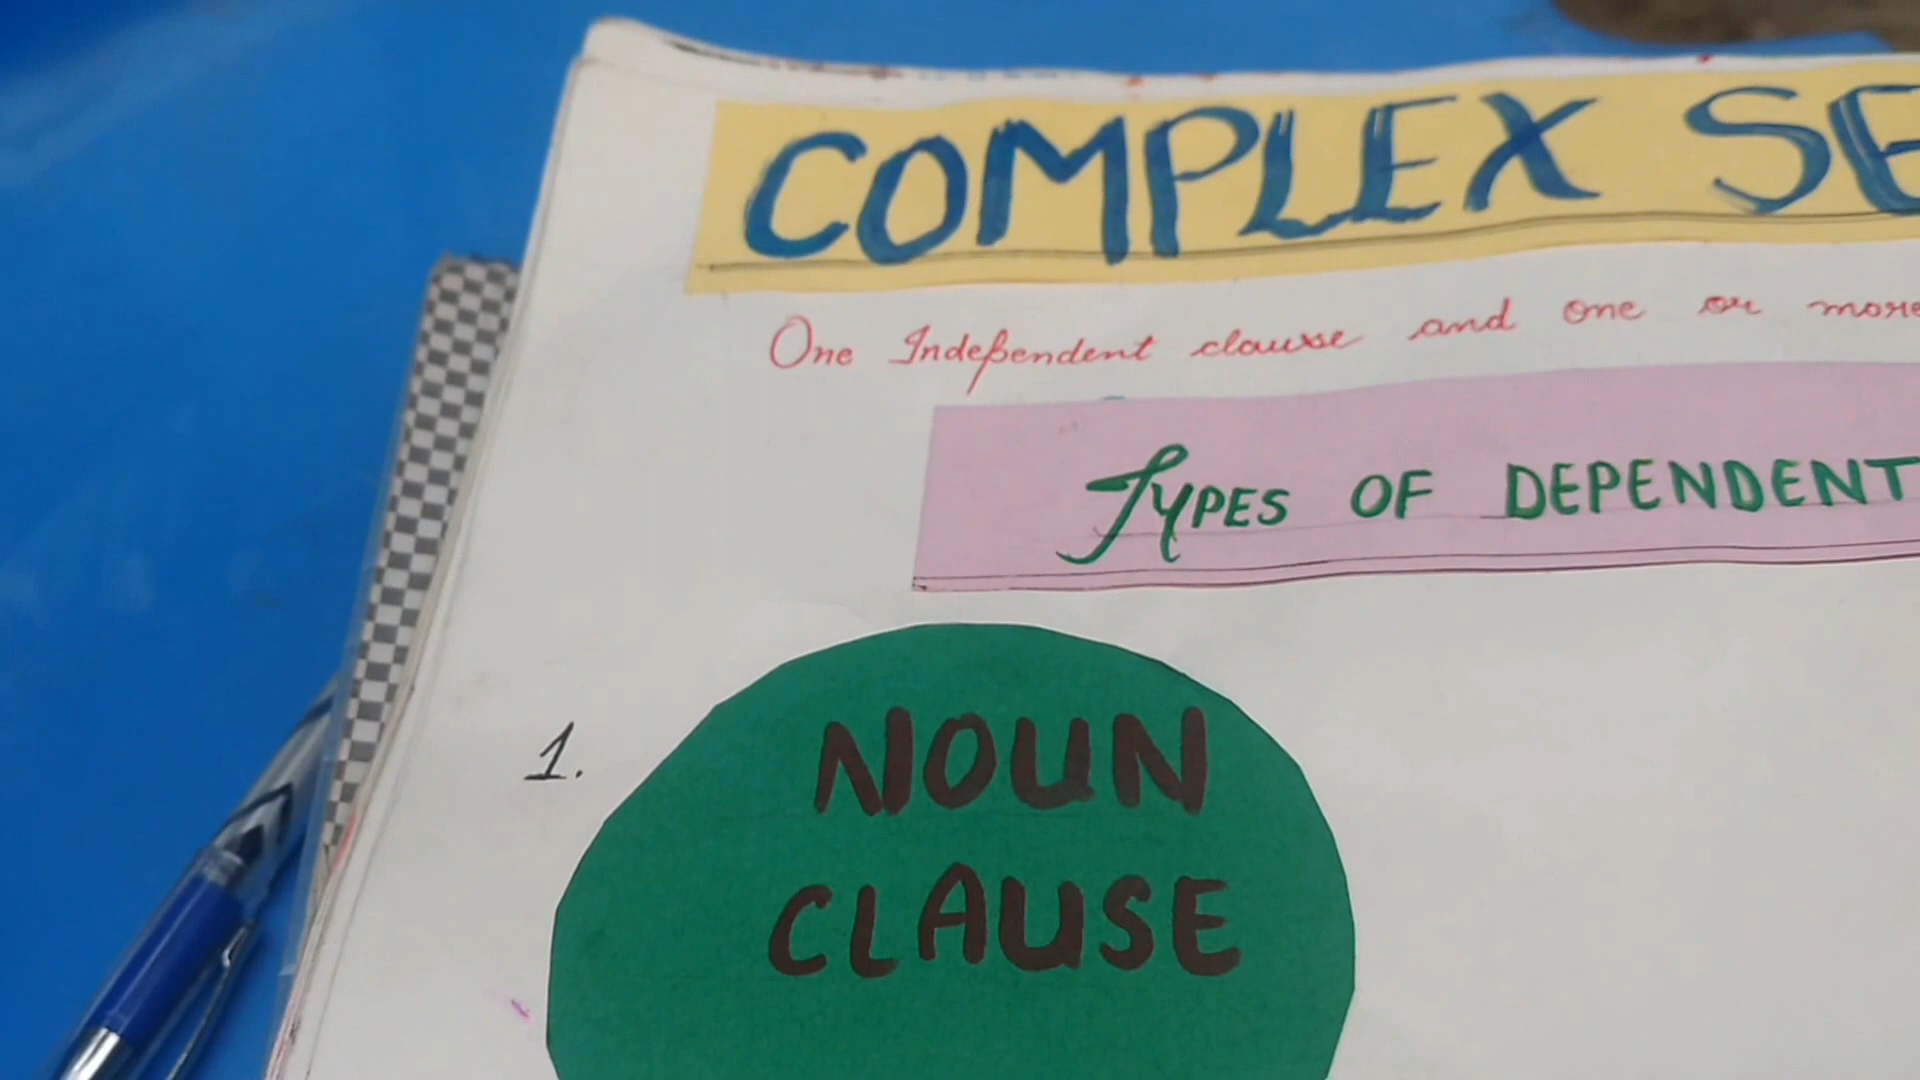 COMPLEX SE
One Independent clause and one or more
TYPES OF DEPENDENT
1.
NOUN
CLAUSE